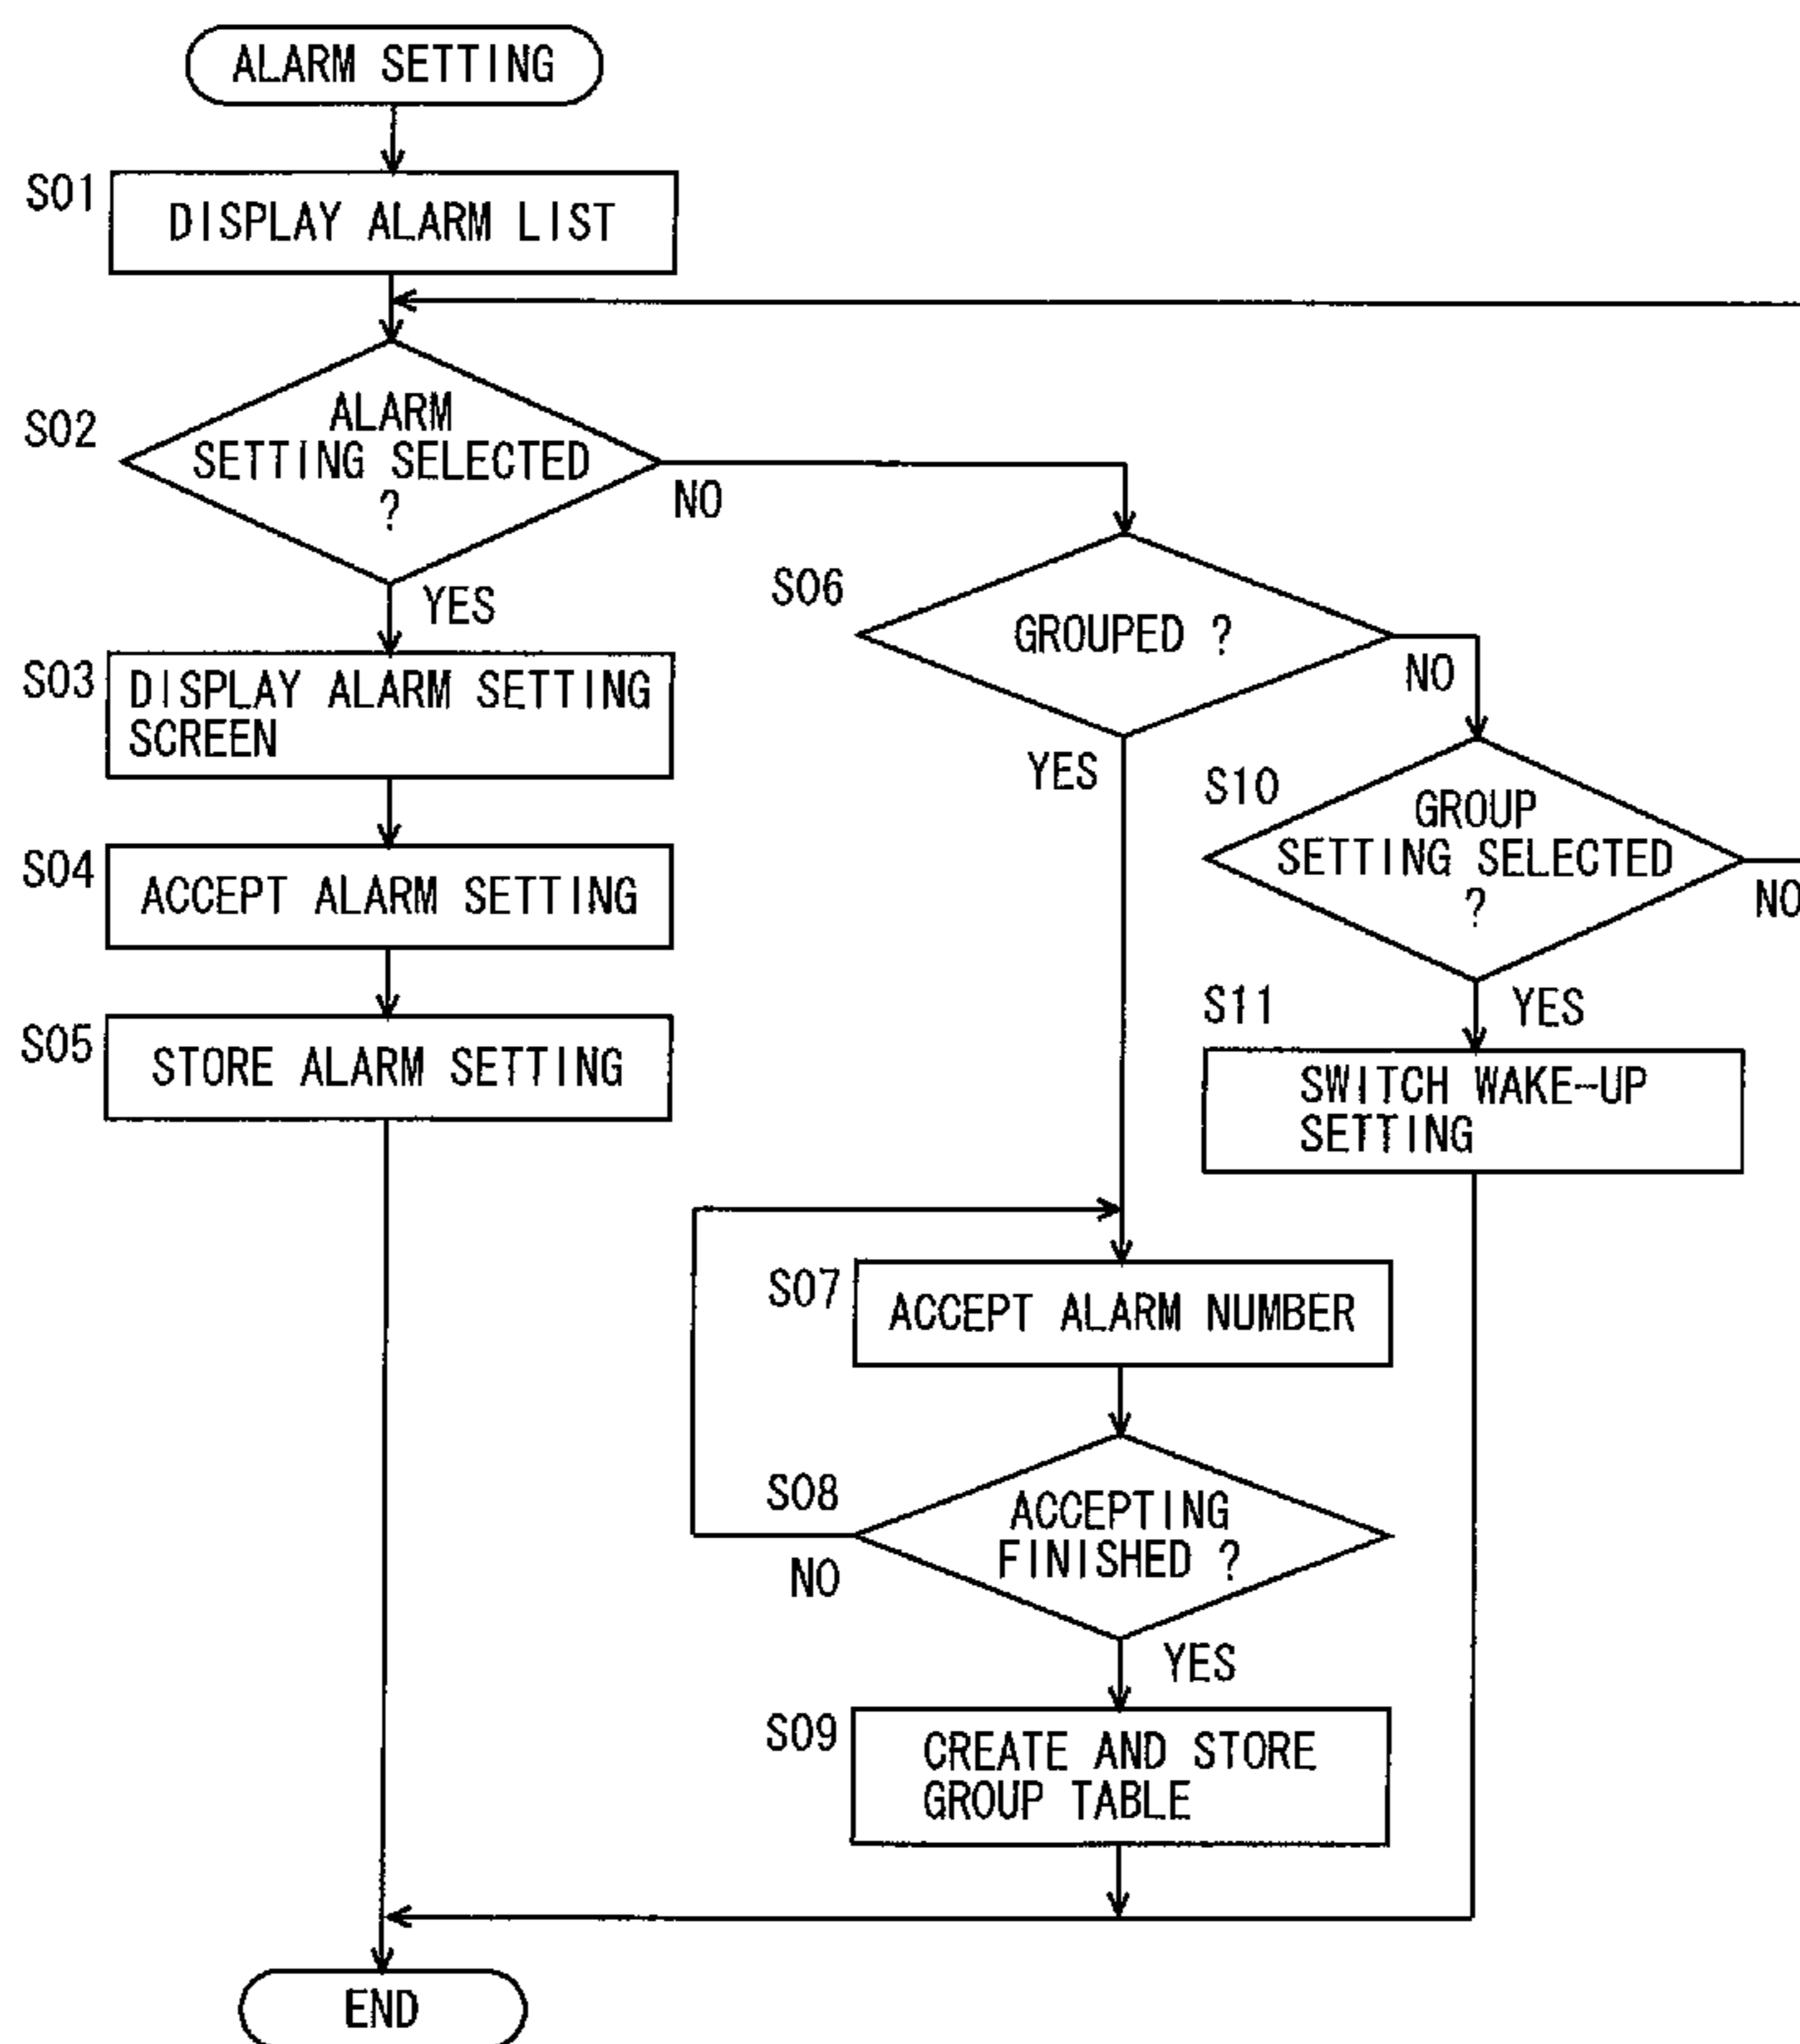 ALARM SETTING
S01
DISPLAY ALARM LIST
S02
ALARM
SETTING SELECTED
?
NO
YES
S03
DISPLAY ALARM SETTING
SCREEN
S04
ACCEPT ALARM SETTING
S05
STORE ALARM SETTING
S06
GROUPED ?
NO
YES
S10
GROUP
SETTING SELECTED
?
NO
YES
S11
SWITCH WAKE-UP
SETTING
S07
ACCEPT ALARM NUMBER
S08
ACCEPTING
FINISHED ?
NO
YES
S09
CREATE AND STORE
GROUP TABLE
END